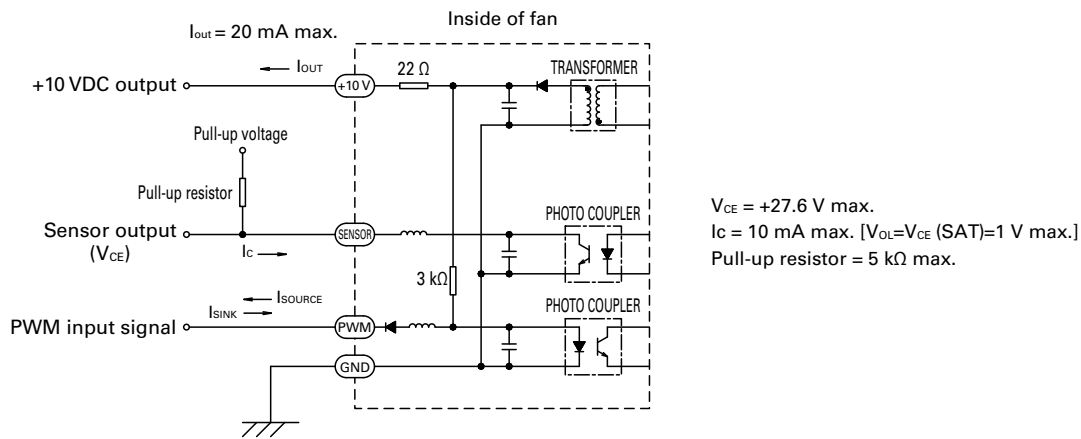 Inside of fan
Iout = 20 mA max.
IOUT
22 Ω
TRANSFORMER
+10 VDC output
+10 V
Pull-up voltage
Pull-up resistor
PHOTO COUPLER
Sensor output
(VCE)
SENSOR
IC
VCE = +27.6 V max.
Ic = 10 mA max. [VOL=VCE (SAT)=1 V max.]
Pull-up resistor = 5 kΩ max.
3 kΩ
ISOURCE
ISINK
PHOTO COUPLER
PWM input signal
PWM
GND